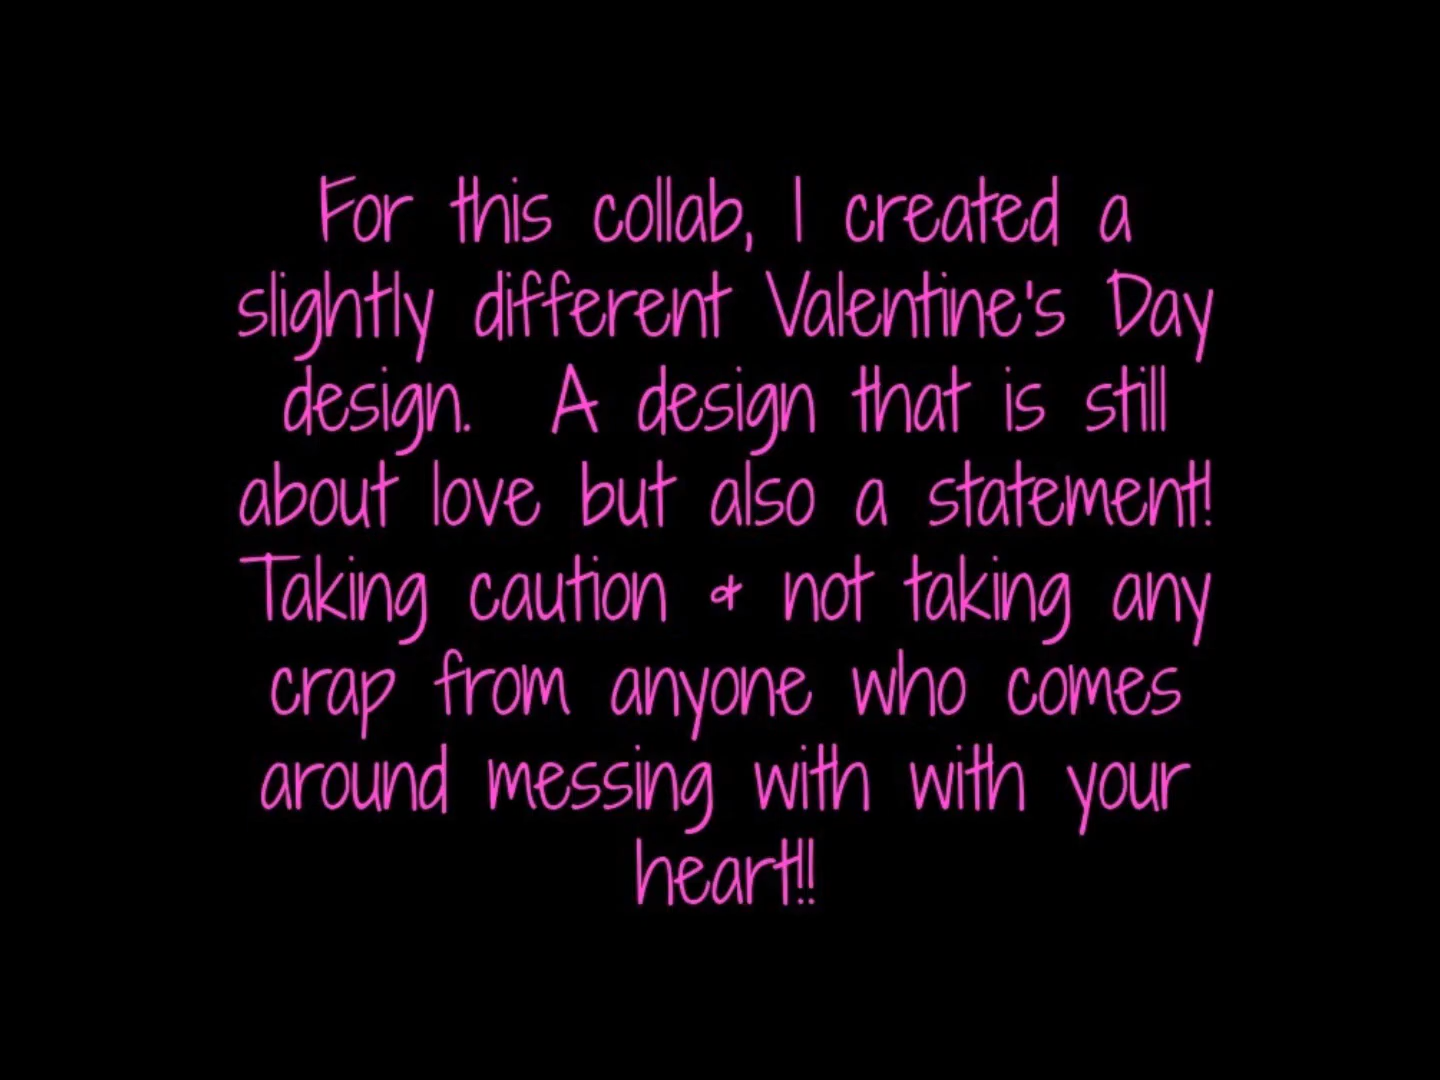 For this collab, I created a
slightly different Valentine's Day
design.  A design that is still
about love but also a statement!
Taking caution & not taking any
crap from anyone who comes
around messing with with your
heart!!